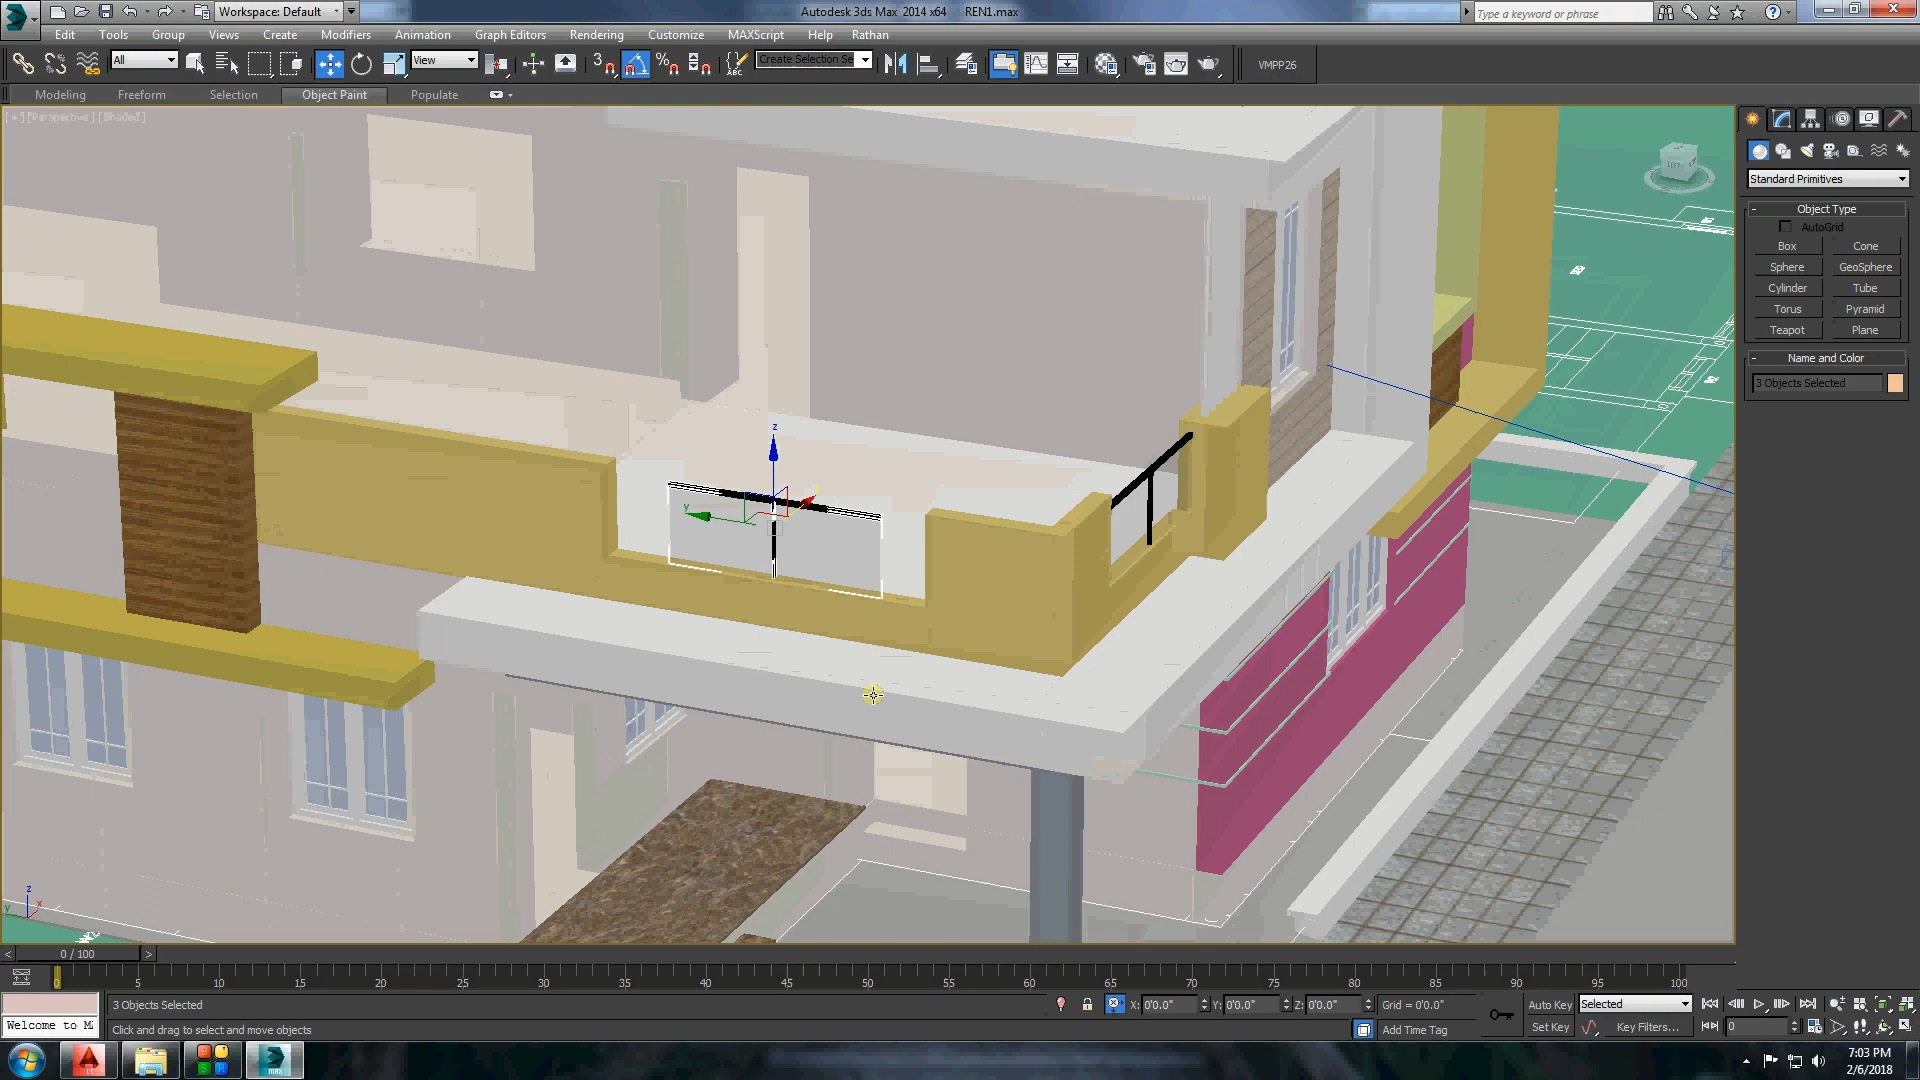 Workspace: Default
Autodesk 3ds Max 2014 x64 REN1.max
Type a keyword or phrase
Edit Tools Group Views Create Modifiers Animation Graph Editors Rendering Customize MAXScript Help Rathan
All
View
3
Create Selection Se
VMPP26
Modeling Freeform Selection Object Paint Populate
[+] [Perspective] [Shaded]
LEFT
Standard Primitives
Object Type
AutoGrid
Box Cone
Sphere GeoSphere
Cylinder Tube
Torus Pyramid
Teapot Plane
Name and Color
3 Objects Selected
z
y
z
x
y
< 0 / 100 >
0 5 10 15 20 25 30 35 40 45 50 55 60 65 70 75 80 85 90 95 100
3 Objects Selected
X: 0'0.0" Y: 0'0.0" Z: 0'0.0" Grid = 0'0.0"
Auto Key Selected
Welcome to M
Click and drag to select and move objects
Add Time Tag
Set Key Key Filters...
0
7:03 PM
2/6/2018